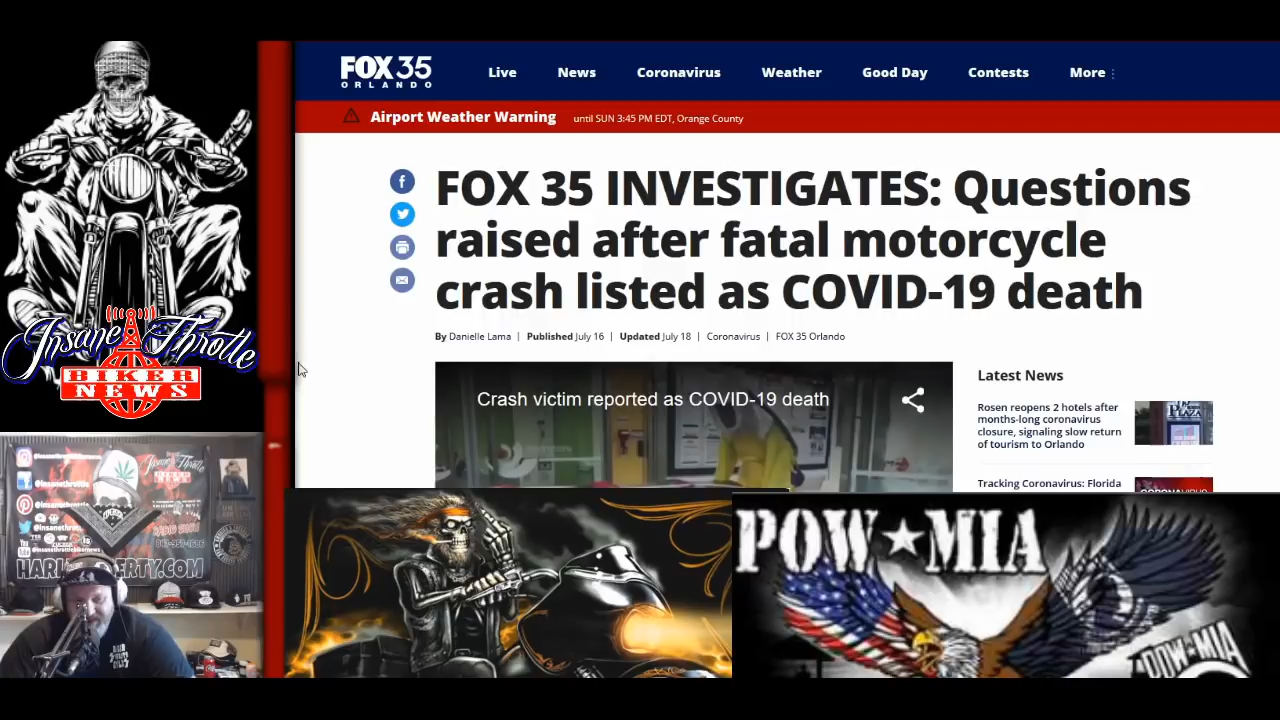 FOX 35
ORLANDO
Live
News
Coronavirus
Weather
Good Day
Contests
More
Airport Weather Warning until SUN 3:45 PM EDT, Orange County
FOX 35 INVESTIGATES: Questions
raised after fatal motorcycle
crash listed as COVID-19 death
By Danielle Lama | Published July 16 | Updated July 18 | Coronavirus | FOX 35 Orlando
Crash victim reported as COVID-19 death
Latest News
Rosen reopens 2 hotels after
months-long coronavirus
closure, signaling slow return
of tourism to Orlando
Tracking Coronavirus: Florida
CORONAVIRUS
Insane Throttle
BIKER
NEWS
@insanethrottle
Insane Throttle
POW★MIA
POW-MIA